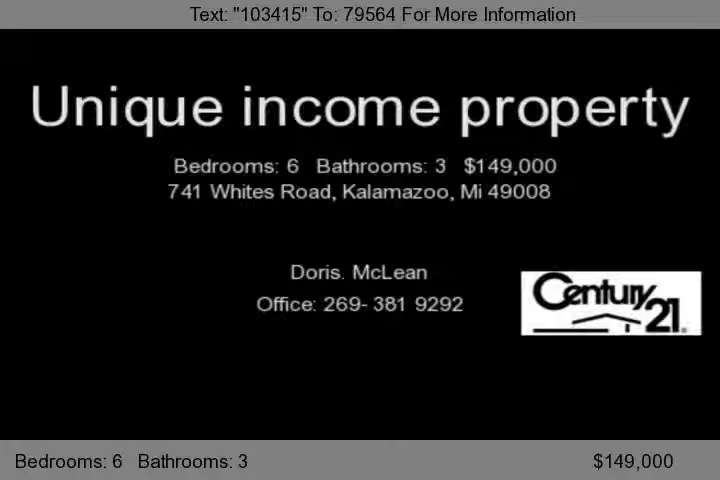 Text: "103415" To: 79564 For More Information
Unique income property
Bedrooms: 6 Bathrooms: 3 $149,000
741 Whites Road, Kalamazoo, Mi 49008
Doris. McLean
Office: 269- 381 9292
Century 21
Bedrooms: 6 Bathrooms: 3 $149,000